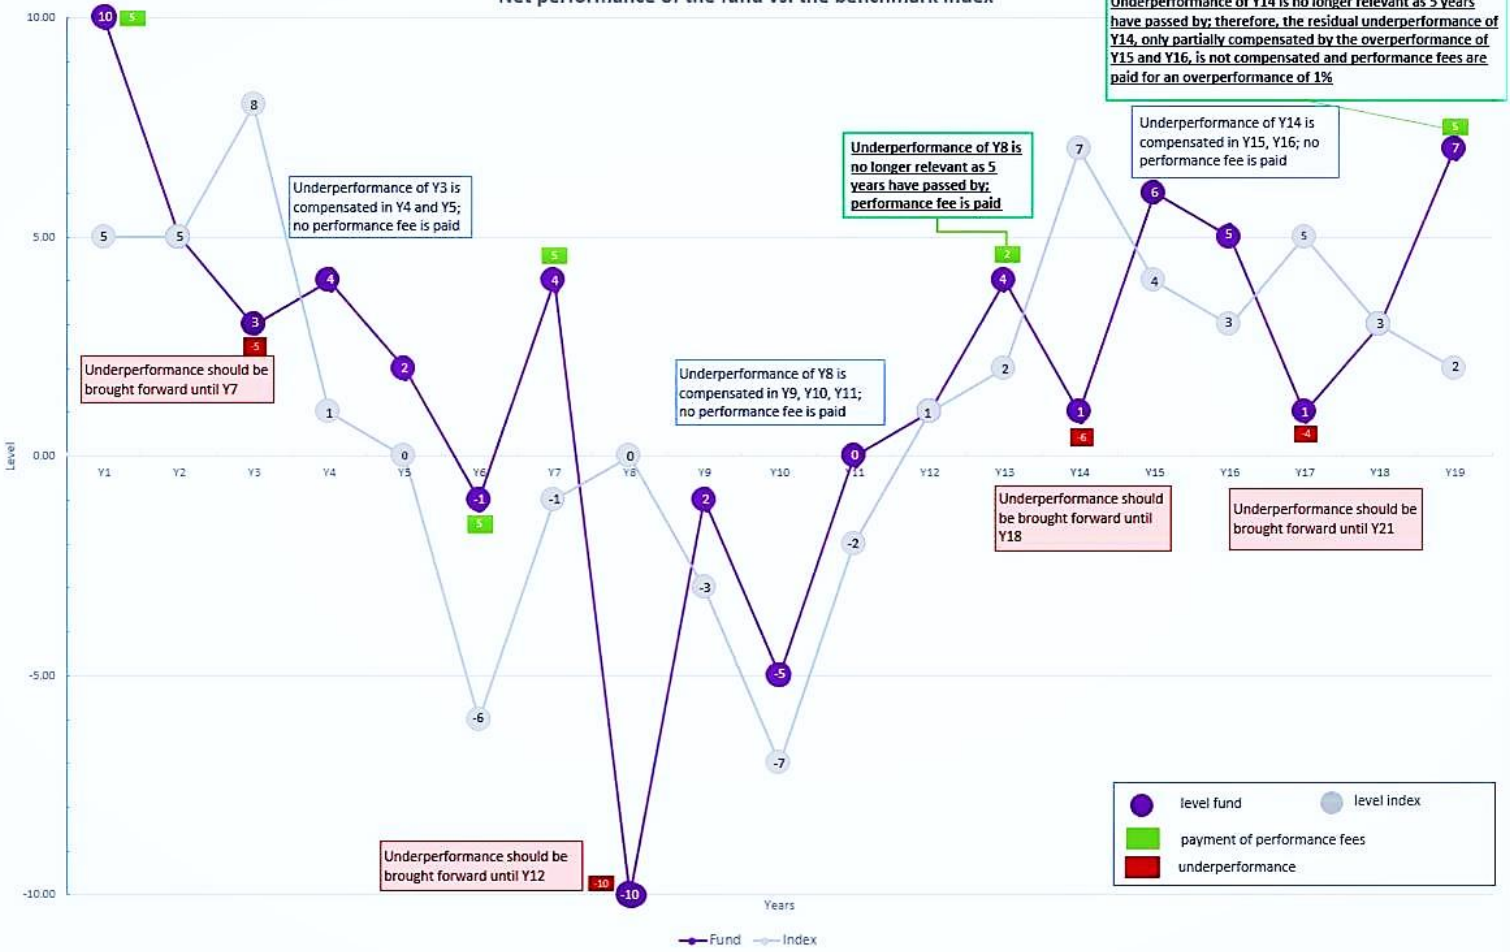 Net performance of the fund vs. the benchmark index
Underperformance of Y14 is no longer relevant as 5 years
have passed by; therefore, the residual underperformance of
Y14, only partially compensated by the overperformance of
Y15 and Y16, is not compensated and performance fees are
paid for an overperformance of 1%
10.00
5.00
0.00
-5.00
-10.00
Level
10
5
5
5
8
3
-5
Underperformance should be
brought forward until Y7
Underperformance of Y3 is
compensated in Y4 and Y5;
no performance fee is paid
4
1
2
0
-1
5
-6
5
4
-1
0
-10
-10
Underperformance should be
brought forward until Y12
2
-3
-5
-7
Underperformance of Y8 is
compensated in Y9, Y10, Y11;
no performance fee is paid
0
-2
1
Underperformance of Y8 is
no longer relevant as 5
years have passed by;
performance fee is paid
2
4
2
7
1
-6
Underperformance should
be brought forward until
Y18
Underperformance of Y14 is
compensated in Y15, Y16; no
performance fee is paid
6
4
5
3
5
1
-4
Underperformance should be
brought forward until Y21
3
5
7
2
Y1 Y2 Y3 Y4 Y5 Y6 Y7 Y8 Y9 Y10 Y11 Y12 Y13 Y14 Y15 Y16 Y17 Y18 Y19
Years
level fund level index
payment of performance fees
underperformance
Fund Index